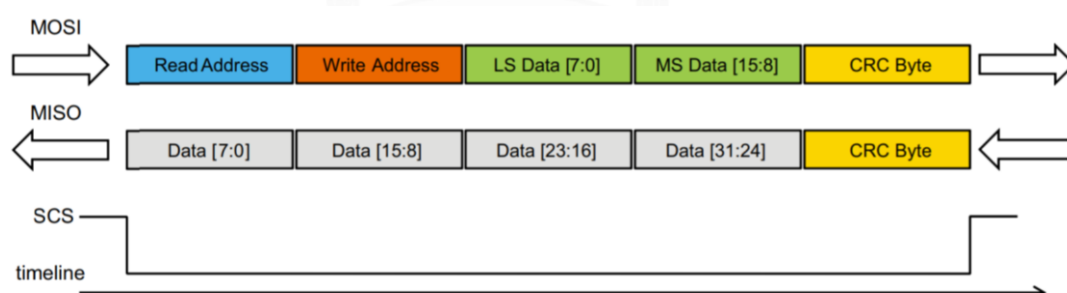 MOSI
Read Address Write Address LS Data [7:0] MS Data [15:8] CRC Byte
MISO
Data [7:0] Data [15:8] Data [23:16] Data [31:24] CRC Byte
SCS
timeline